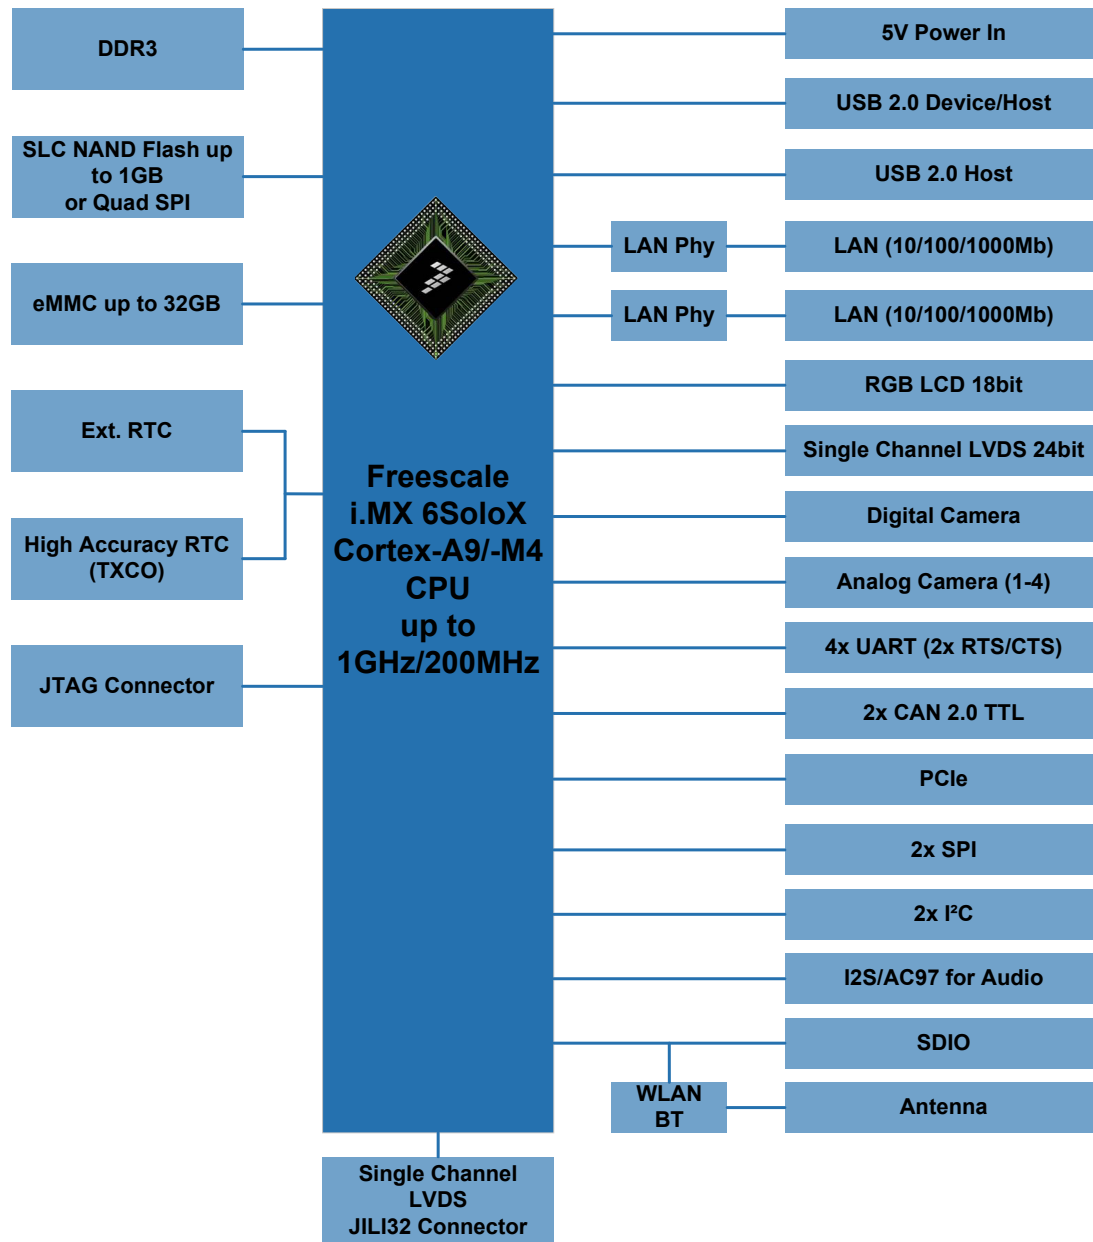 DDR3
SLC NAND Flash up
to 1GB
or Quad SPI
eMMC up to 32GB
Ext. RTC
High Accuracy RTC
(TXCO)
JTAG Connector
Freescale
i.MX 6SoloX
Cortex-A9/-M4
CPU
up to
1GHz/200MHz
Single Channel
LVDS
JILI32 Connector
5V Power In
USB 2.0 Device/Host
USB 2.0 Host
LAN Phy
LAN (10/100/1000Mb)
LAN Phy
LAN (10/100/1000Mb)
RGB LCD 18bit
Single Channel LVDS 24bit
Digital Camera
Analog Camera (1-4)
4x UART (2x RTS/CTS)
2x CAN 2.0 TTL
PCIe
2x SPI
2x I²C
I2S/AC97 for Audio
SDIO
WLAN
BT
Antenna